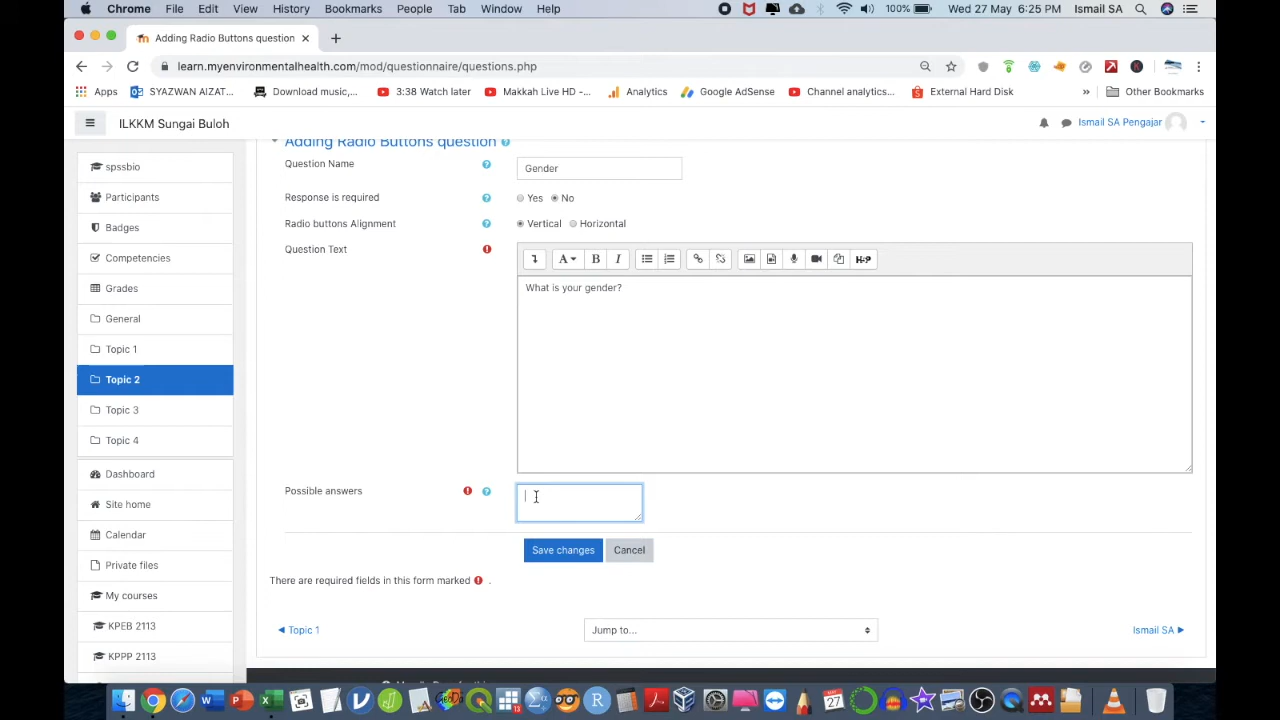 Chrome File Edit View History Bookmarks People Tab Window Help 100% Wed 27 May 6:25 PM Ismail SA
Adding Radio Buttons question
learn.myenvironmentalhealth.com/mod/questionnaire/questions.php
Apps SYAZWAN AIZAT... Download music,... 3:38 Watch later Makkah Live HD -... Analytics Google AdSense Channel analytics... External Hard Disk » Other Bookmarks
ILKKM Sungai Buloh Ismail SA Pengajar
spssbio
Participants
Badges
Competencies
Grades
General
Topic 1
Topic 2
Topic 3
Topic 4
Dashboard
Site home
Calendar
Private files
My courses
KPEB 2113
KPPP 2113
Adding Radio Buttons question
Question Name Gender
Response is required Yes No
Radio buttons Alignment Vertical Horizontal
Question Text
A B I H-P
What is your gender?
Possible answers
Save changes Cancel
There are required fields in this form marked .
Topic 1 Jump to... Ismail SA